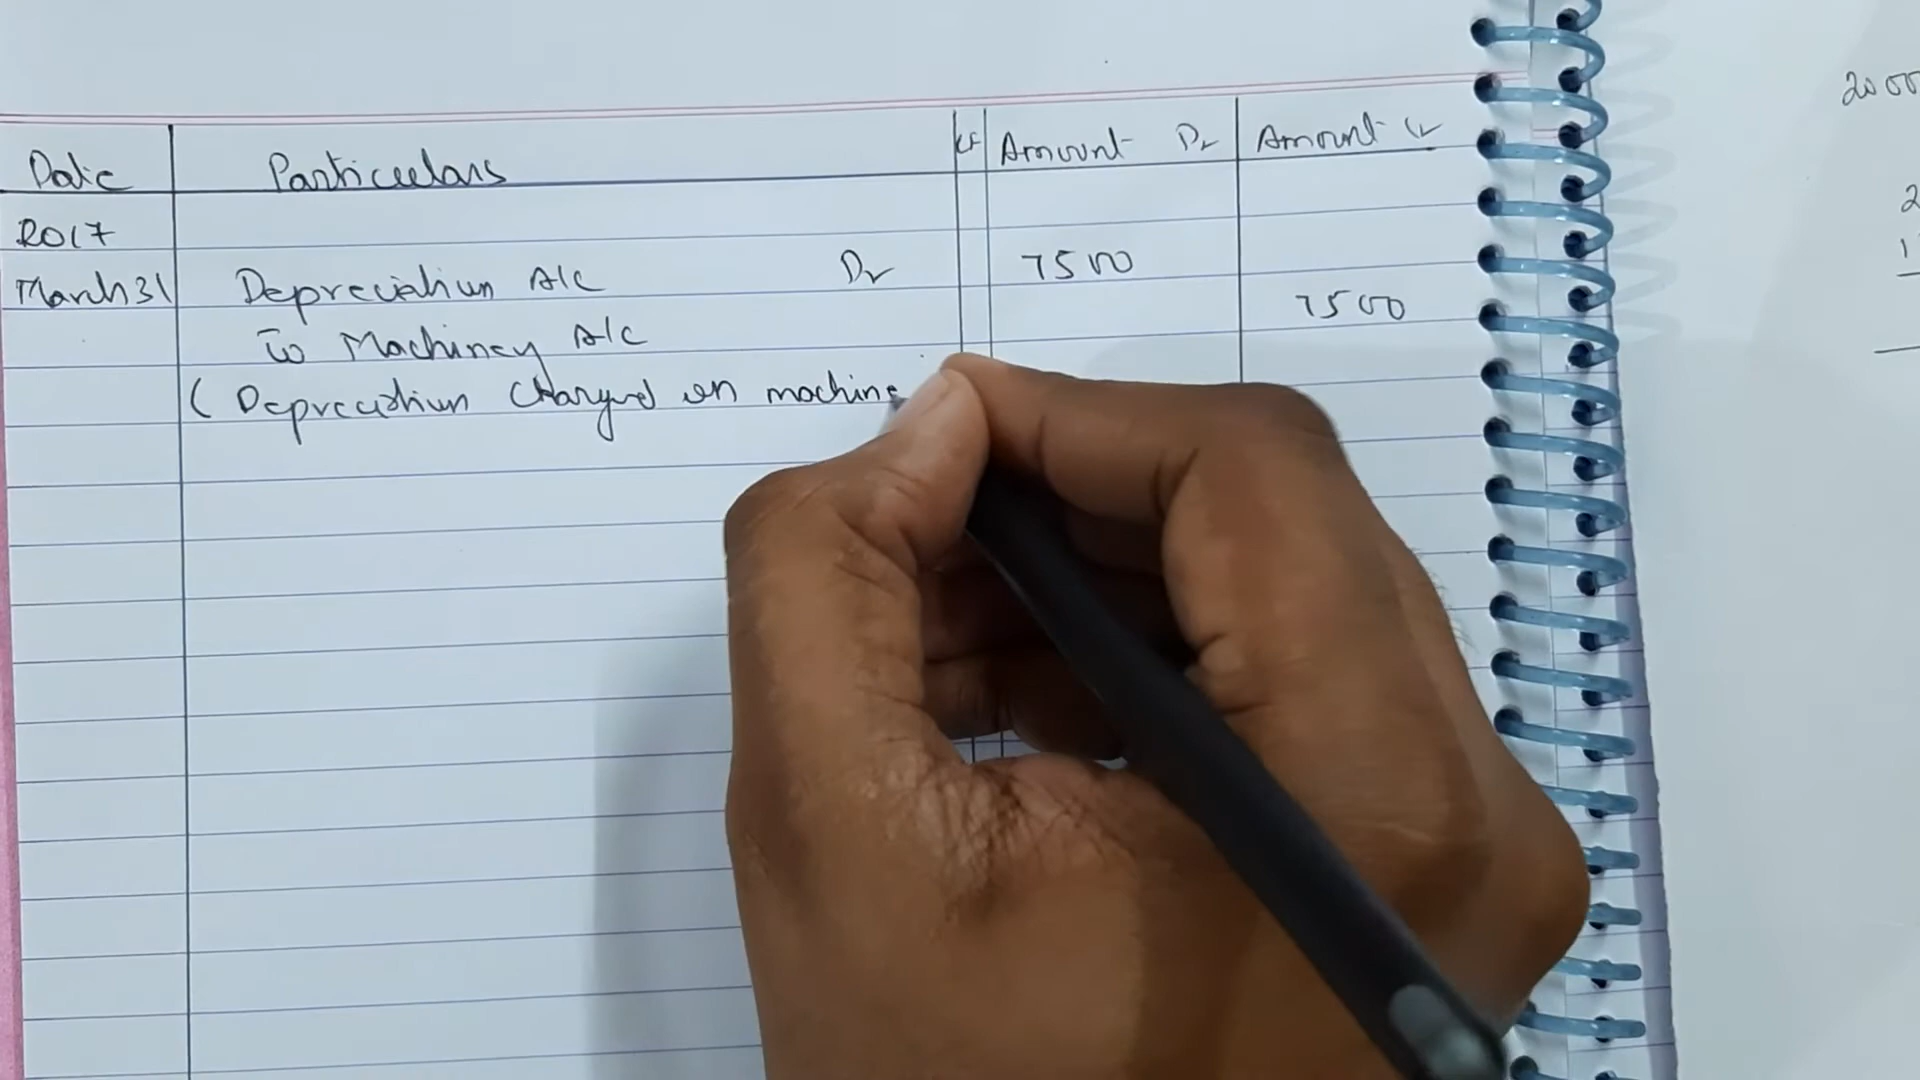 Date Particulars LF Amount Dr Amount Cr
2017
March 31 Depreciation A/c Dr 7500
To Machinery A/c 7500
( Depreciation Charged on machine